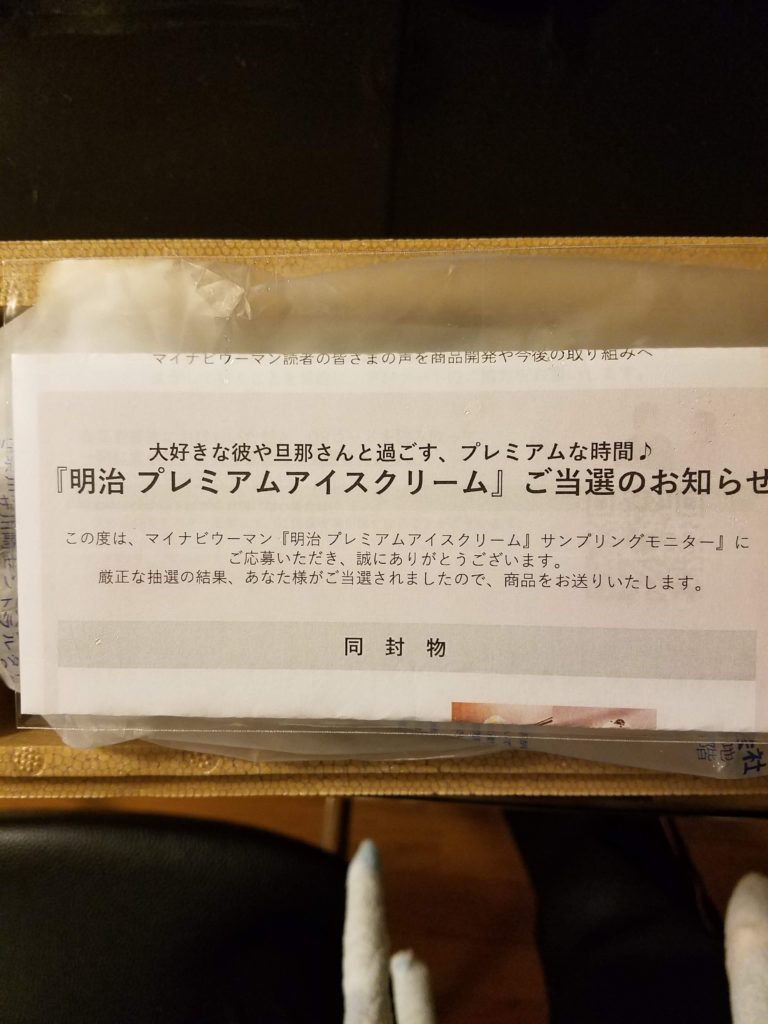 マイナビウーマン読者の皆さまの声を商品開発や今後の取り組みへ
大好きな彼や旦那さんと過ごす、プレミアムな時間♪
『明治 プレミアムアイスクリーム』ご当選のお知らせ
この度は、マイナビウーマン『明治 プレミアムアイスクリーム』サンプリングモニター』に
ご応募いただき、誠にありがとうございます。
厳正な抽選の結果、あなた様がご当選されましたので、商品をお送りいたします。
同 封 物